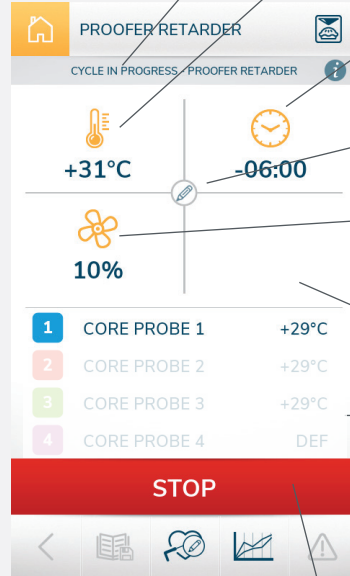 PROOFER RETARDER
CYCLE IN PROGRESS - PROOFER RETARDER i
+31°C -06:00
10%
1 CORE PROBE 1 +29°C
2 CORE PROBE 2 +29°C
3 CORE PROBE 3 +29°C
4 CORE PROBE 4 DEF
STOP